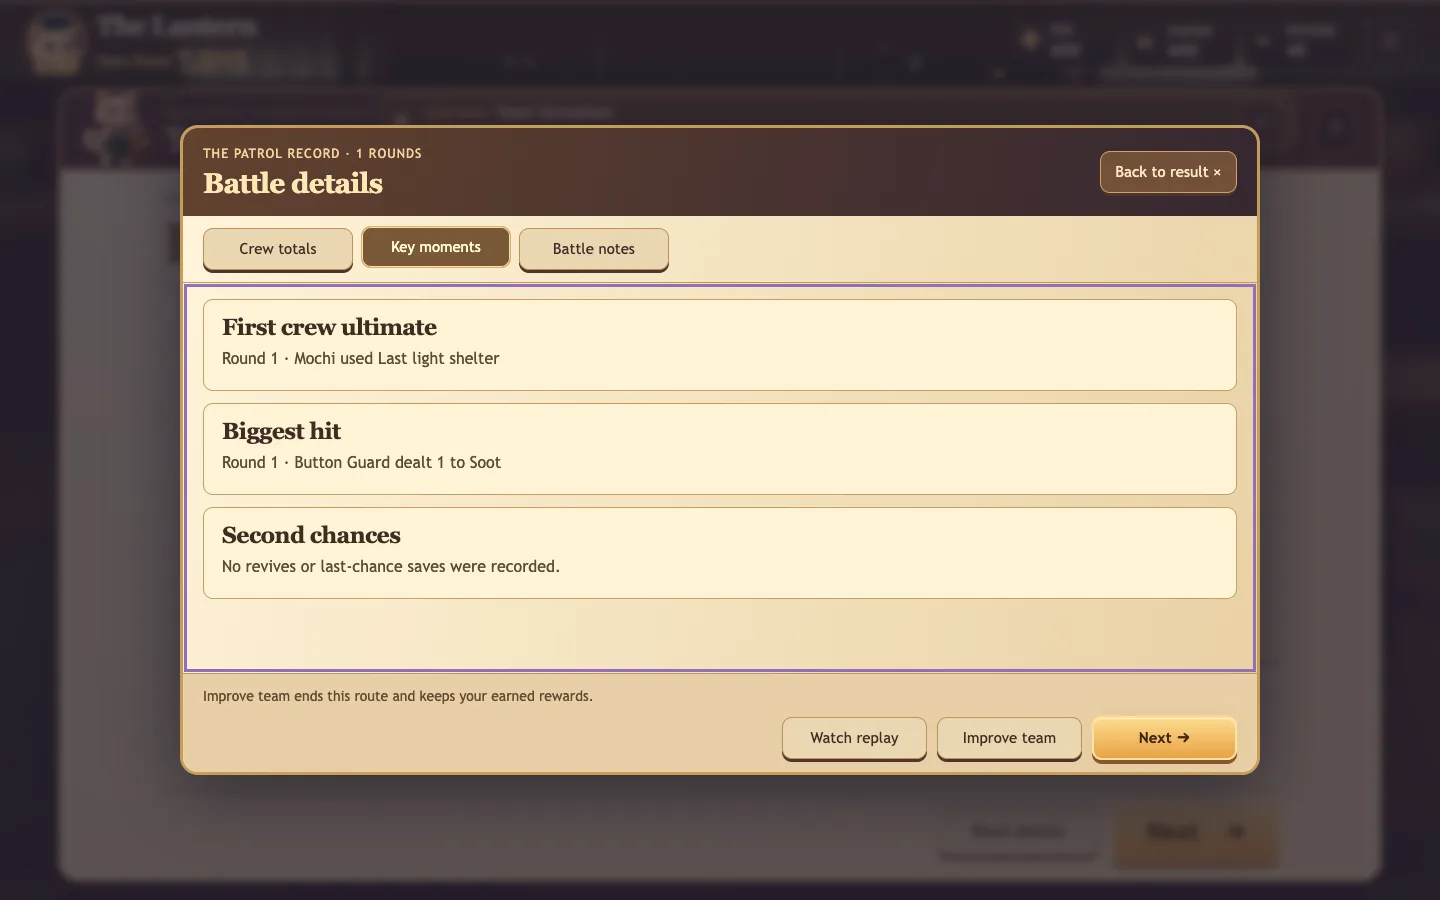 The Lantern
THE PATROL RECORD · 1 ROUNDS
Battle details
Back to result ×
Crew totals
Key moments
Battle notes
First crew ultimate
Round 1 · Mochi used Last light shelter
Biggest hit
Round 1 · Button Guard dealt 1 to Soot
Second chances
No revives or last-chance saves were recorded.
Improve team ends this route and keeps your earned rewards.
Watch replay
Improve team
Next →
Next →